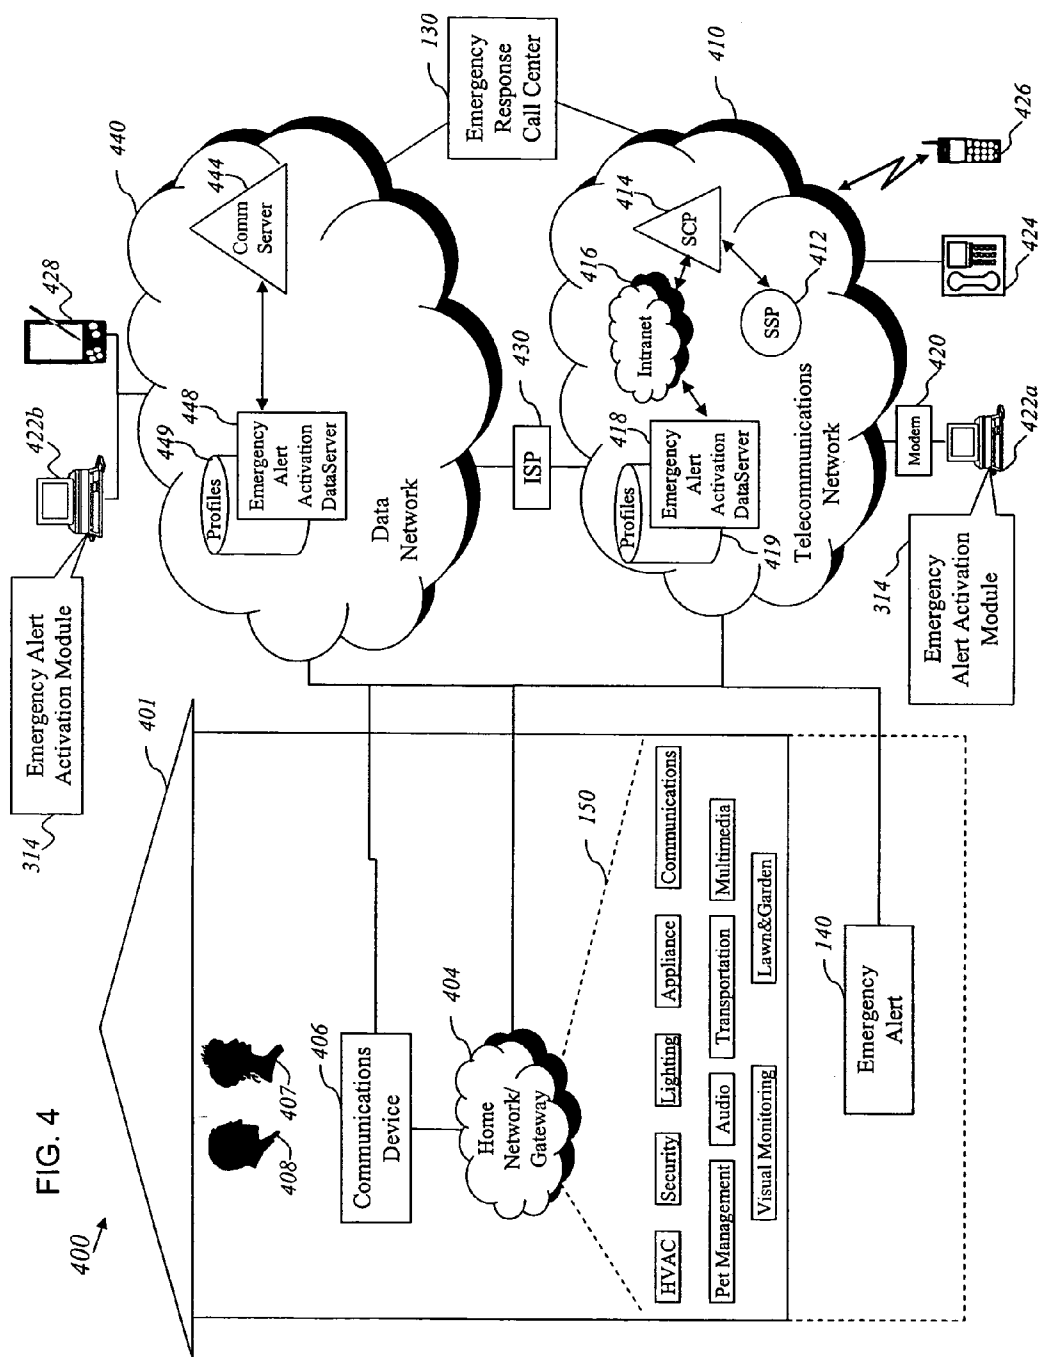 FIG. 4
400
401
408
407
406
Communications
Device
404
Home
Network/
Gateway
150
HVAC
Security
Lighting
Appliance
Communications
Pet Management
Audio
Transportation
Multimedia
Visual Monitoring
Lawn&Garden
140
Emergency
Alert
314
Emergency Alert
Activation Module
422b
428
440
449
448
Profiles
Emergency
Alert
Activation
DataServer
444
Comm
Server
Data
Network
ISP
430
130
Emergency
Response
Call Center
410
416
Intranet
414
SCP
SSP
412
418
Profiles
Emergency
Alert
Activation
DataServer
419
Telecommunications
Network
Modem
420
422a
424
426
314
Emergency
Alert Activation
Module